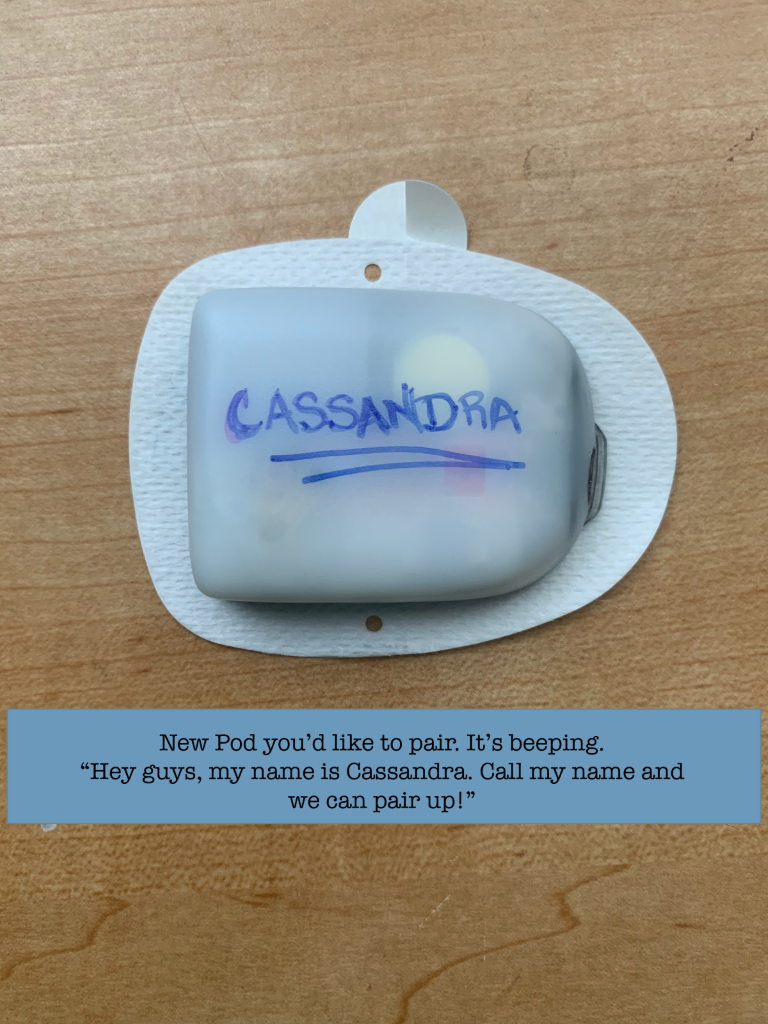 CASSANDRA
New Pod you’d like to pair. It’s beeping.
“Hey guys, my name is Cassandra. Call my name and
we can pair up!”